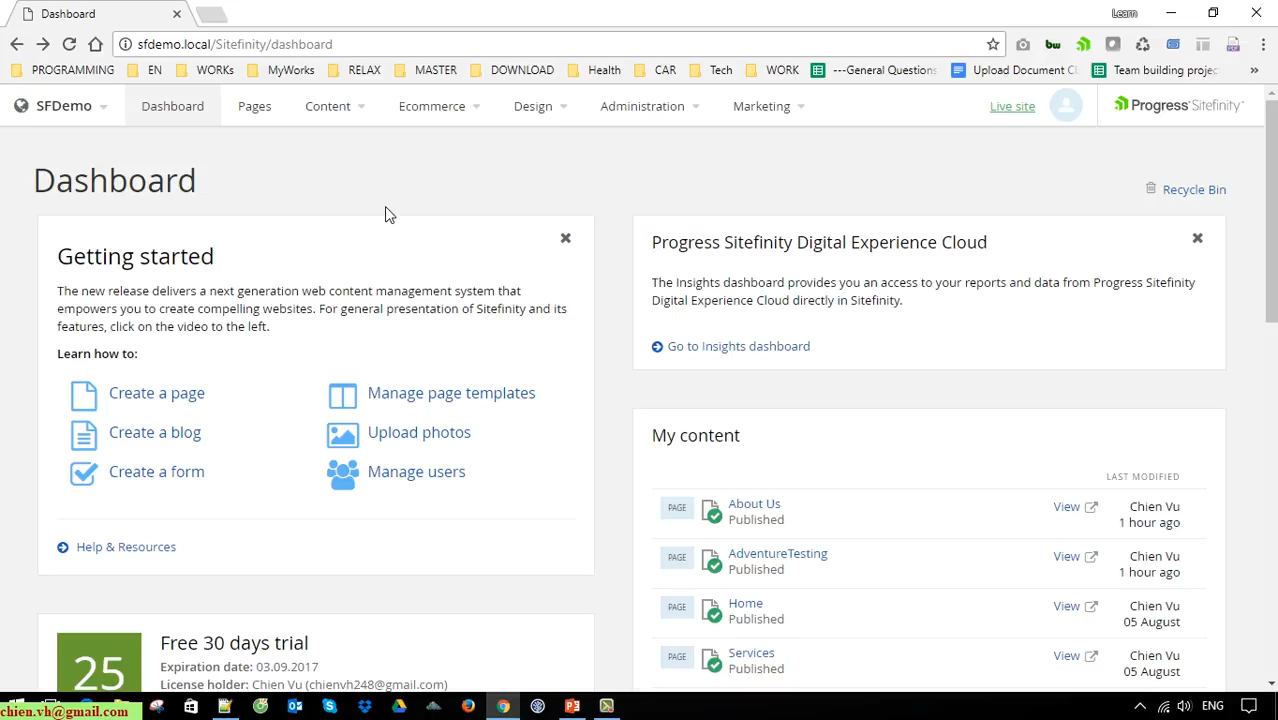 Dashboard
Learn
sfdemo.local/Sitefinity/dashboard
PROGRAMMING EN WORKs MyWorks RELAX MASTER DOWNLOAD Health CAR Tech WORK ---General Questions Upload Document Cl Team building projec »
SFDemo Dashboard Pages Content Ecommerce Design Administration Marketing Live site Progress Sitefinity
Dashboard
Recycle Bin
Getting started
The new release delivers a next generation web content management system that
empowers you to create compelling websites. For general presentation of Sitefinity and its
features, click on the video to the left.
Learn how to:
Create a page
Manage page templates
Create a blog
Upload photos
Create a form
Manage users
Help & Resources
25
Free 30 days trial
Expiration date: 03.09.2017
License holder: Chien Vu (chienvh248@gmail.com)
Progress Sitefinity Digital Experience Cloud
The Insights dashboard provides you an access to your reports and data from Progress Sitefinity
Digital Experience Cloud directly in Sitefinity.
Go to Insights dashboard
My content
LAST MODIFIED
PAGE About Us View Chien Vu
Published 1 hour ago
PAGE AdventureTesting View Chien Vu
Published 1 hour ago
PAGE Home View Chien Vu
Published 05 August
PAGE Services View Chien Vu
Published 05 August
chien.vh@gmail.com
ENG